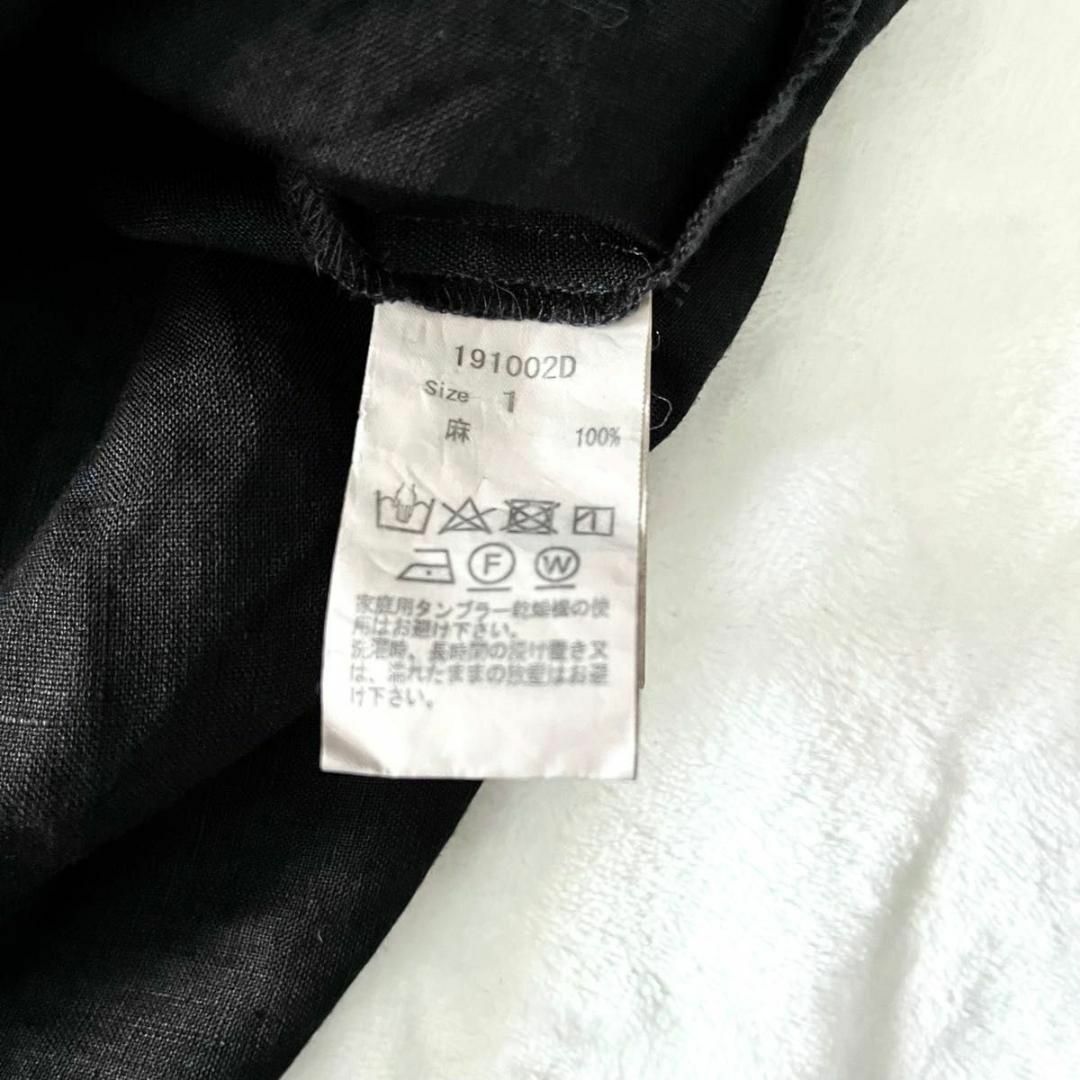 191002D
Size 1
麻 100%
F W
家庭用タンブラー乾燥機の使
用はお避け下さい。
洗濯時、長時間の浸け置き又
は、濡れたままの放置はお避
け下さい。